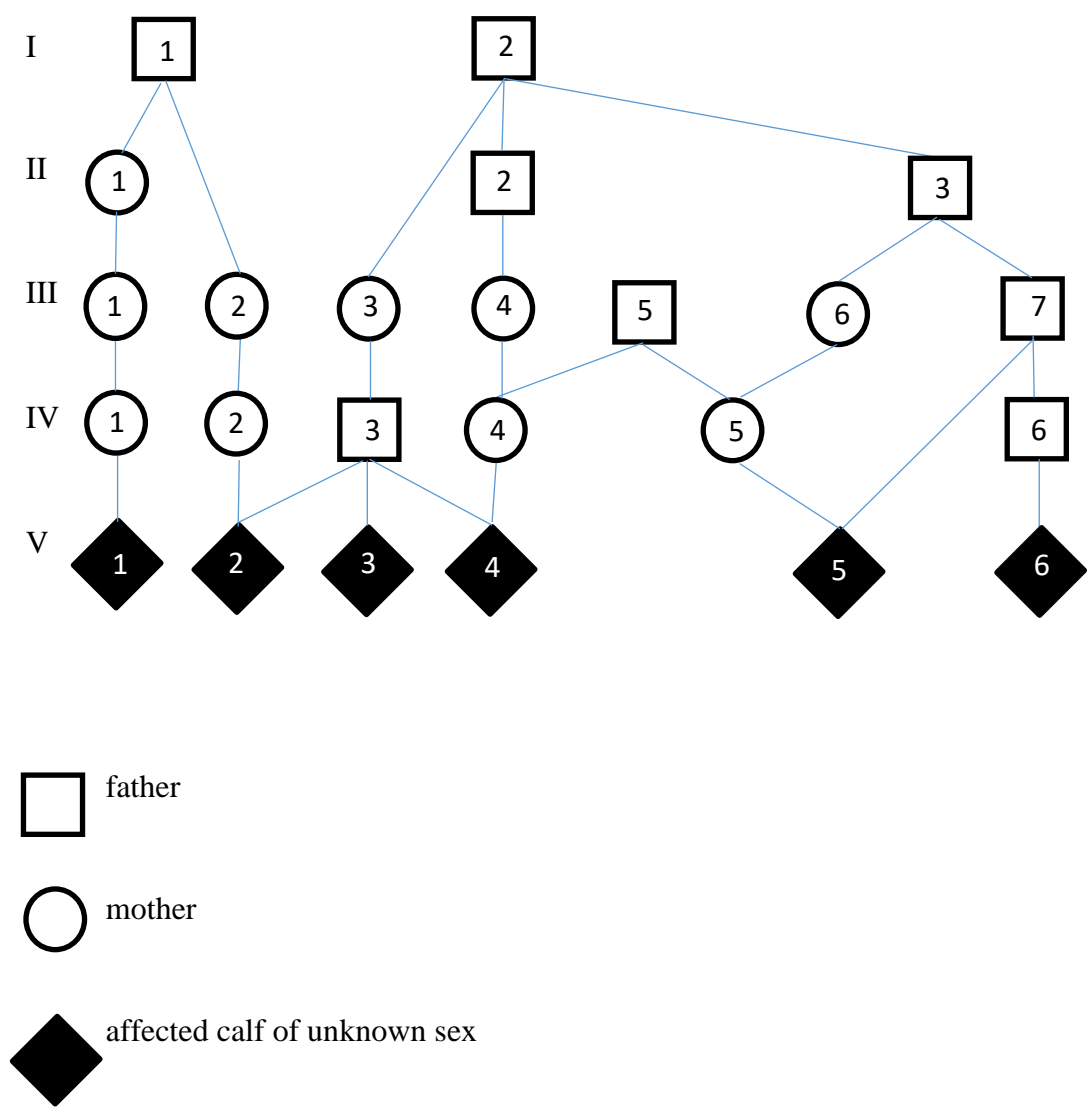 I 1 2
II 1 2 3
III 1 2 3 4 5 6 7
IV 1 2 3 4 5 6
V 1 2 3 4 5 6
father
mother
affected calf of unknown sex